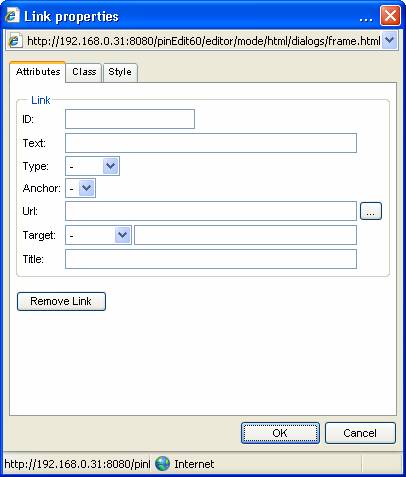 Link properties ...
http://192.168.0.31:8080/pinEdit60/editor/mode/html/dialogs/frame.html
Attributes Class Style
Link
ID:
Text:
Type: -
Anchor: -
Url: ...
Target: -
Title:
Remove Link
OK Cancel
http://192.168.0.31:8080/pinl Internet